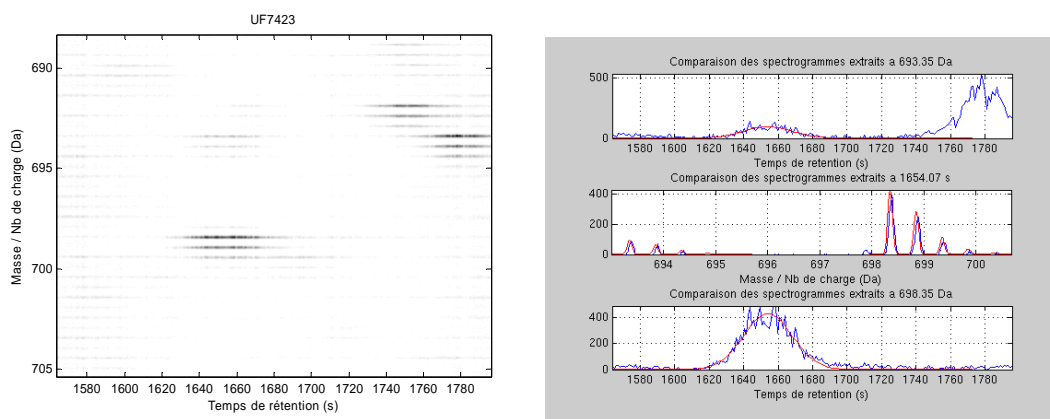 UF7423
690
695
700
705
Masse / Nb de charge (Da)
1580 1600 1620 1640 1660 1680 1700 1720 1740 1760 1780
Temps de rétention (s)
Comparaison des spectrogrammes extraits a 693.35 Da
500
0
1580 1600 1620 1640 1660 1680 1700 1720 1740 1760 1780
Temps de retention (s)
Comparaison des spectrogrammes extraits a 1654.07 s
400
200
0
694 695 696 697 698 699 700
Masse / Nb de charge (Da)
Comparaison des spectrogrammes extraits a 698.35 Da
400
200
0
1580 1600 1620 1640 1660 1680 1700 1720 1740 1760 1780
Temps de retention (s)